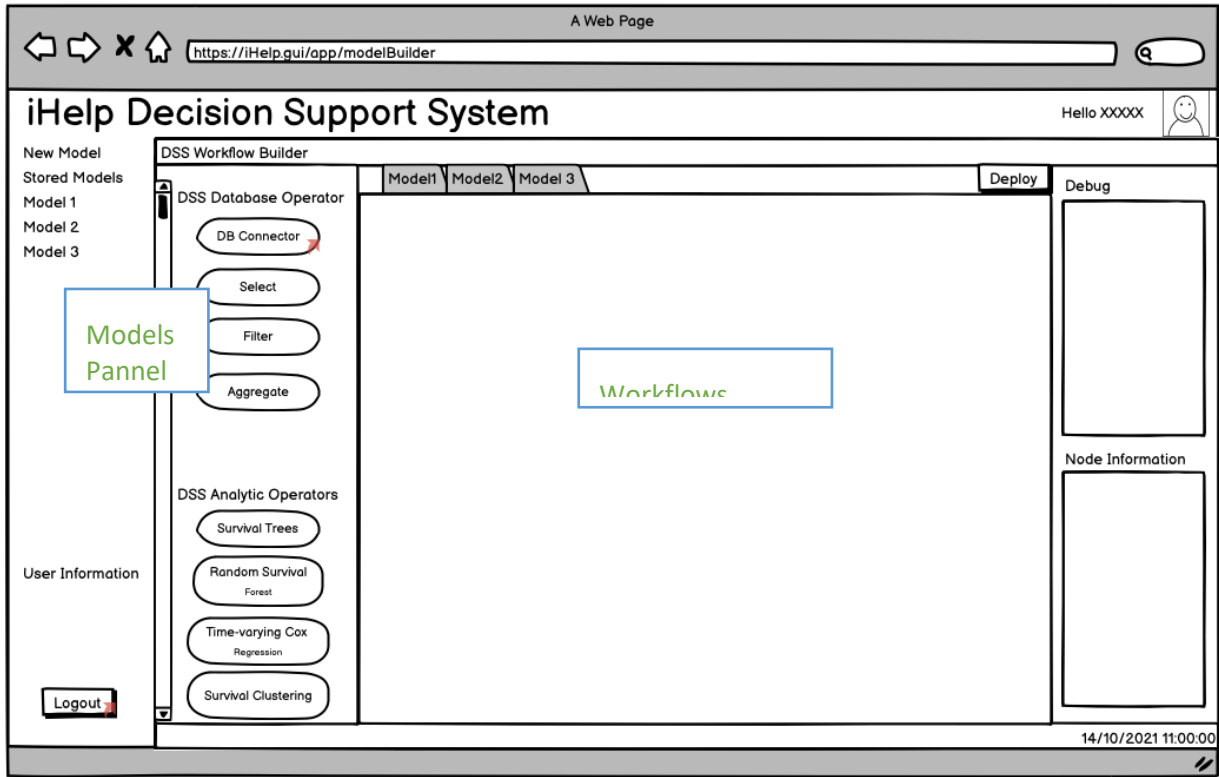 A Web Page
https://iHelp.gui/app/modelBuilder
iHelp Decision Support System
Hello XXXXX
New Model
Stored Models
Model 1
Model 2
Model 3
User Information
Logout
DSS Workflow Builder
DSS Database Operator
DB Connector
Select
Filter
Aggregate
DSS Analytic Operators
Survival Trees
Random Survival
Forest
Time-varying Cox
Regression
Survival Clustering
Models
Pannel
Model1 Model2 Model 3
Deploy
Workflows
Debug
Node Information
14/10/2021 11:00:00